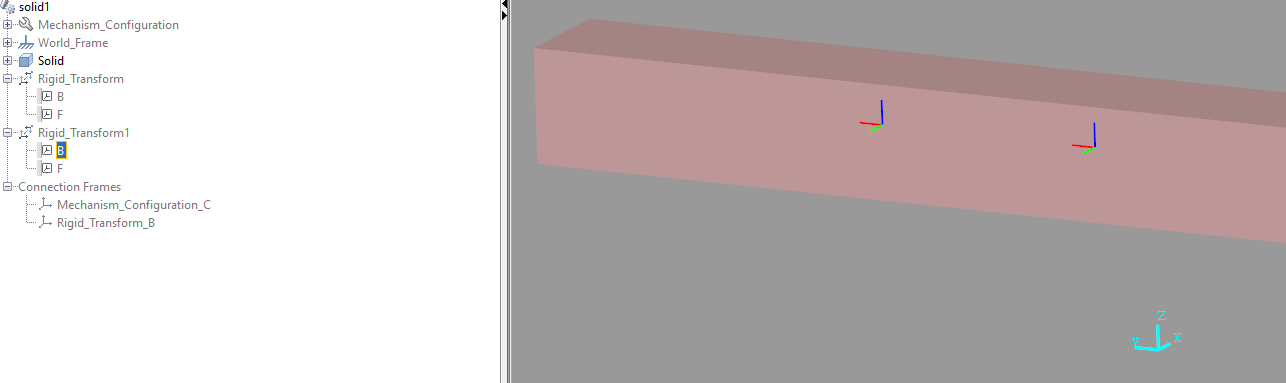 solid1
Mechanism_Configuration
World_Frame
Solid
Rigid_Transform
B
F
Rigid_Transform1
B
F
Connection Frames
Mechanism_Configuration_C
Rigid_Transform_B
Z
Y X